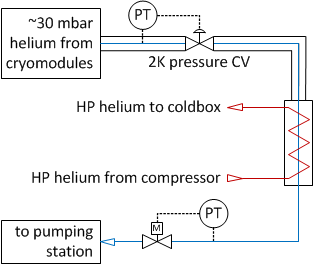 ~30 mbar
helium from
cryomodules
PT
2K pressure CV
HP helium to coldbox
HP helium from compressor
PT
M
to pumping
station